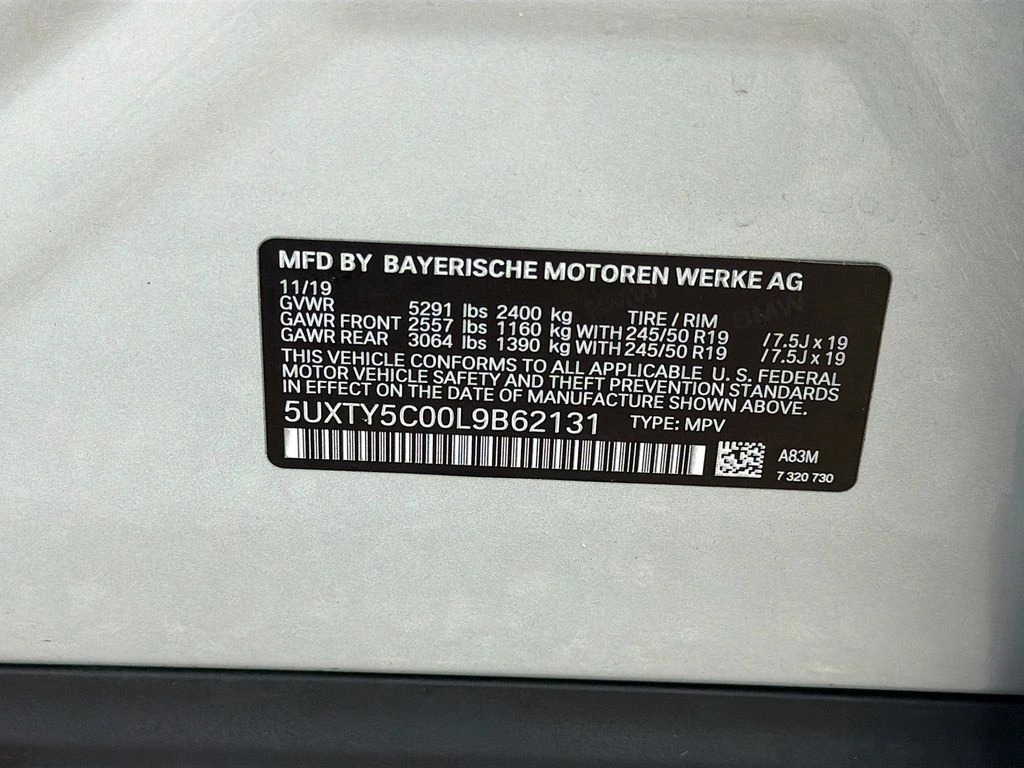 MFD BY BAYERISCHE MOTOREN WERKE AG
11/19
GVWR 5291 lbs 2400 kg TIRE / RIM
GAWR FRONT 2557 lbs 1160 kg WITH 245/50 R19 / 7.5J x 19
GAWR REAR 3064 lbs 1390 kg WITH 245/50 R19 / 7.5J x 19
THIS VEHICLE CONFORMS TO ALL APPLICABLE U. S. FEDERAL
MOTOR VEHICLE SAFETY AND THEFT PREVENTION STANDARDS
IN EFFECT ON THE DATE OF MANUFACTURE SHOWN ABOVE.
5UXTY5C00L9B62131 TYPE: MPV
A83M
7 320 730
BMW
BMW